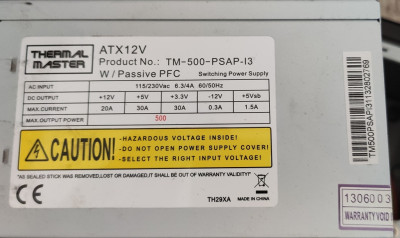 THERMAL MASTER
ATX12V
Product No.: TM-500-PSAP-I3
W / Passive PFC Switching Power Supply
AC INPUT 115/230Vac 6.3/4A 60/50Hz
DC OUTPUT +12V +5V +3.3V -12V +5Vsb
MAX.CURRENT 20A 30A 30A 0.3A 1.5A
MAX.OUTPUT POWER 500
CAUTION!
-HAZARDOUS VOLTAGE INSIDE!
-DO NOT OPEN POWER SUPPLY COVER!
-SELECT THE RIGHT INPUT VOLTAGE!
"AS SEALED STICK WAS REMOVED,LOST OR DAMAGED.IT SHALL BE OUT OF WARRANTY GUARANTEED"
CE
TH29XA MADE IN CHINA
TM500PSAPI31132802769
1306003
WARRANTY VOID